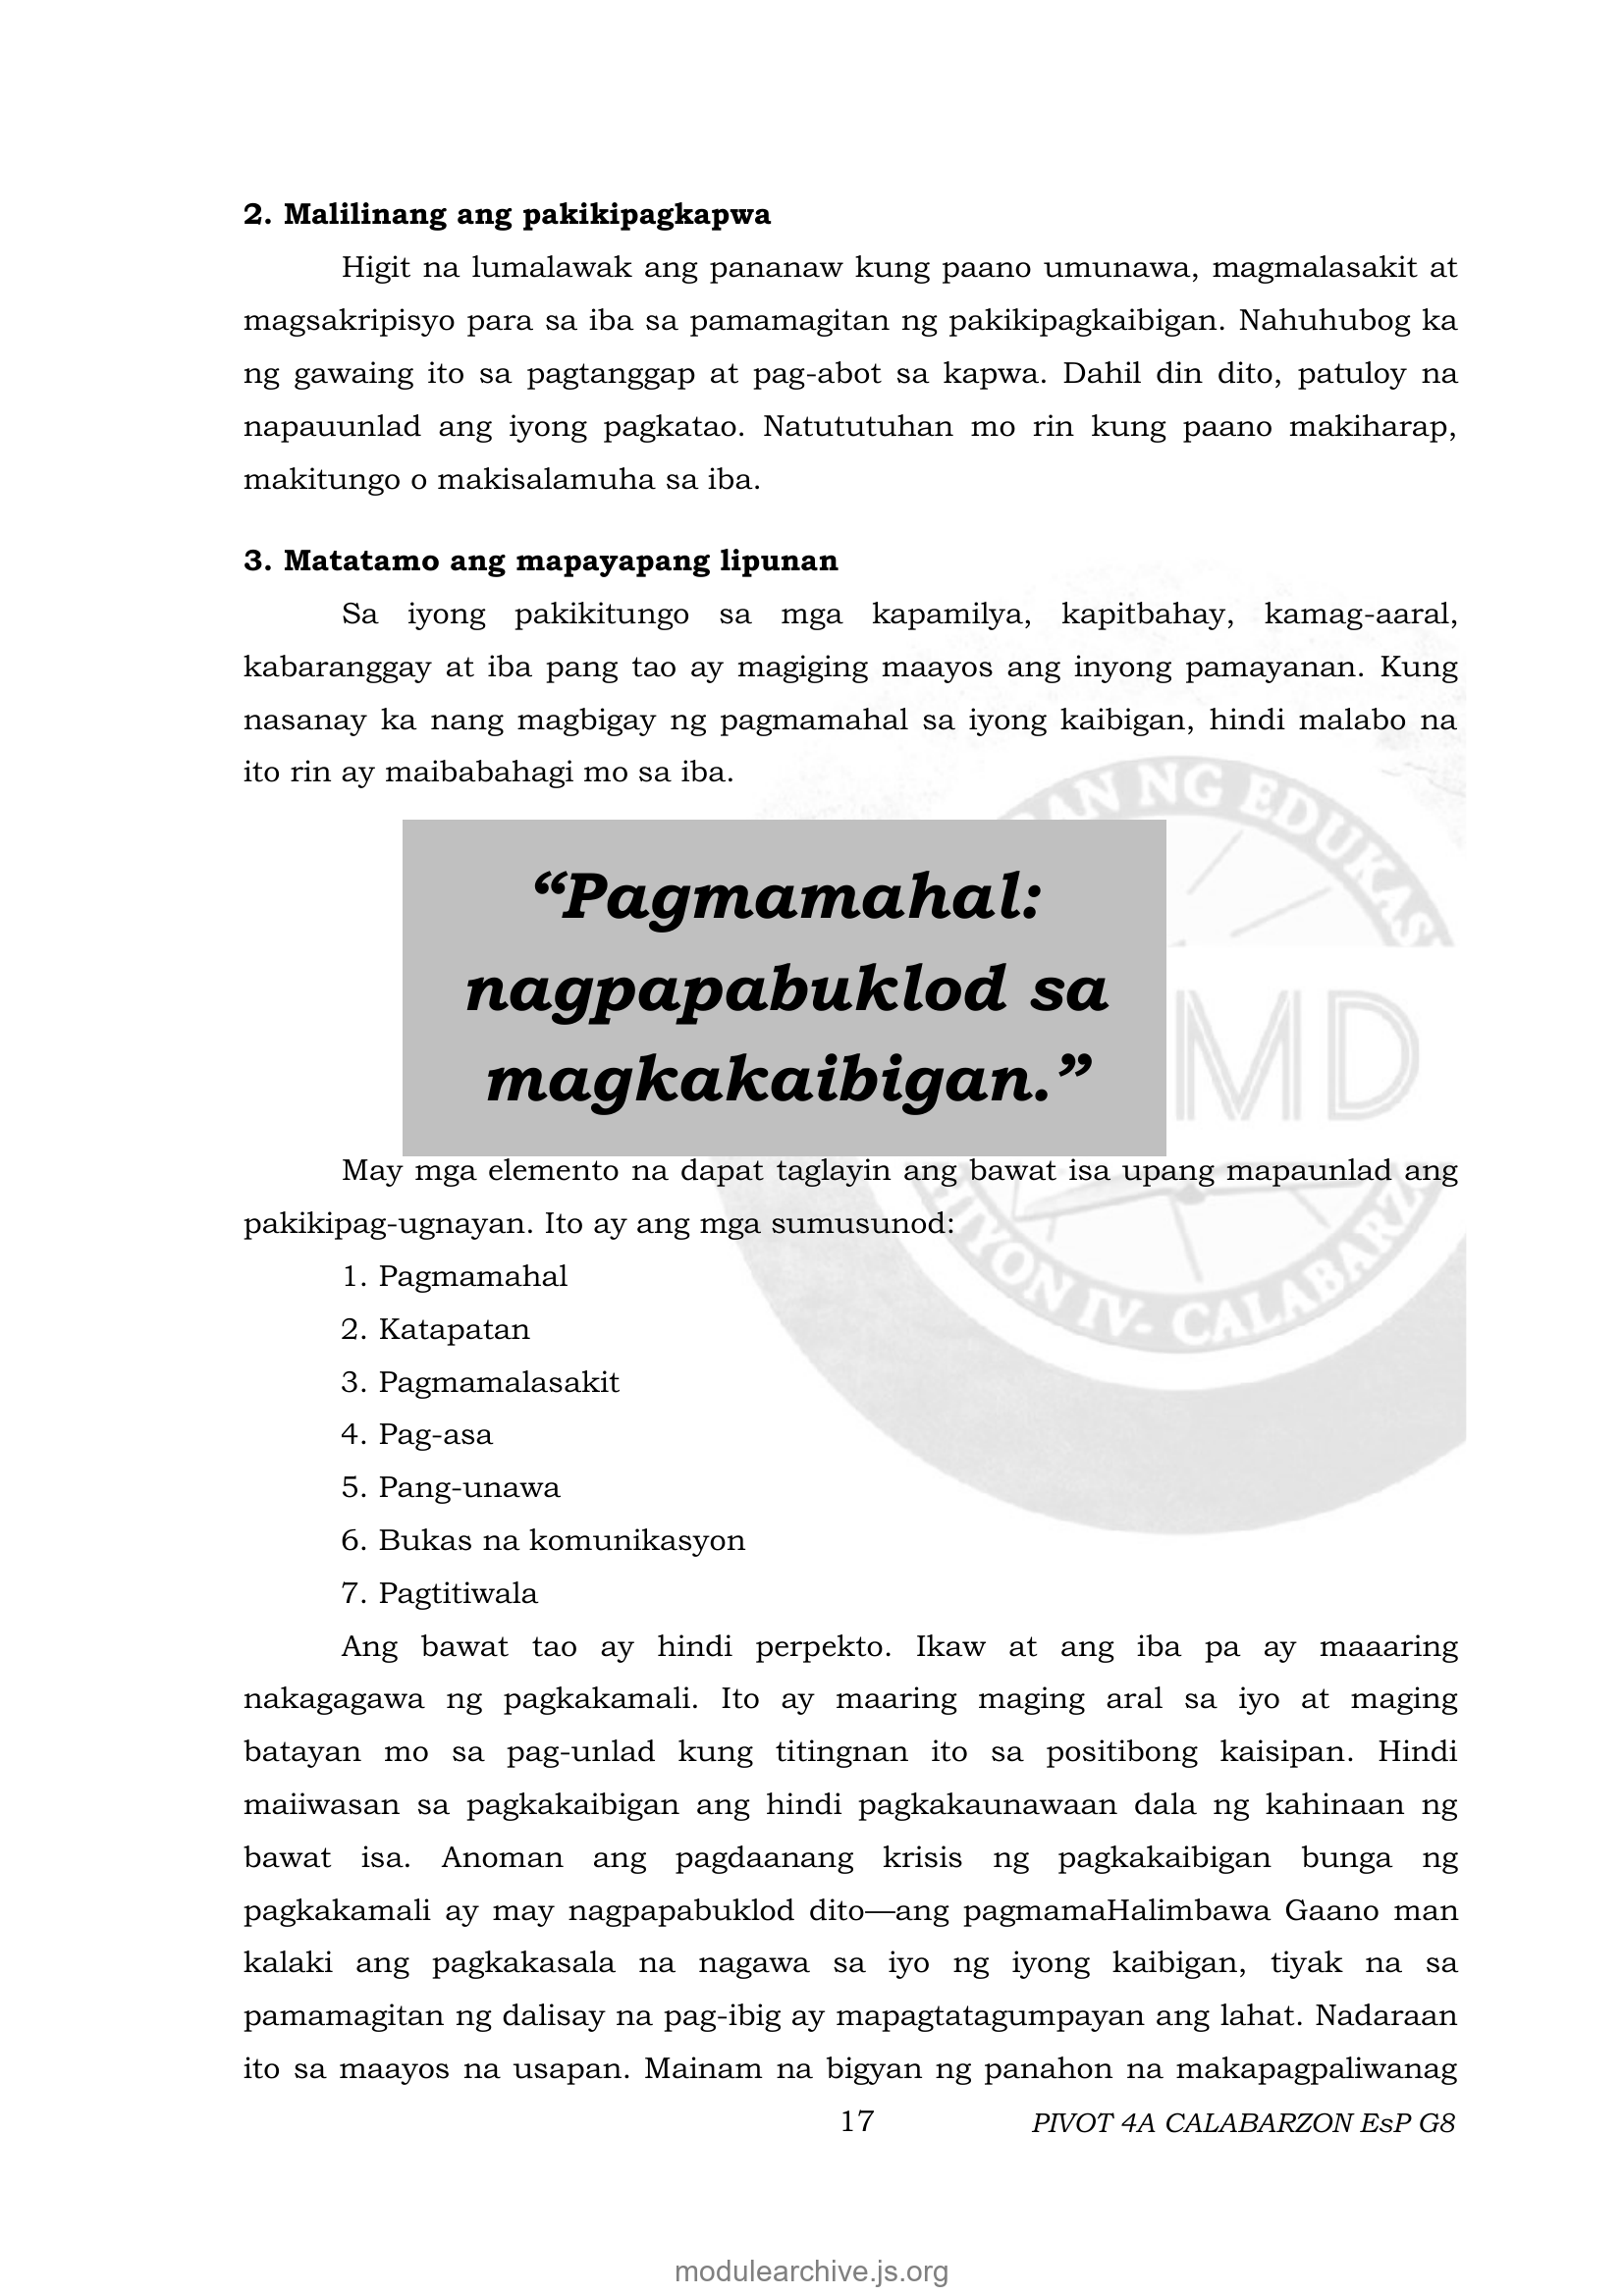 2. Malilinang ang pakikipagkapwa
Higit na lumalawak ang pananaw kung paano umunawa, magmalasakit at
magsakripisyo para sa iba sa pamamagitan ng pakikipagkaibigan. Nahuhubog ka
ng gawaing ito sa pagtanggap at pag-abot sa kapwa. Dahil din dito, patuloy na
napauunlad ang iyong pagkatao. Natututuhan mo rin kung paano makiharap,
makitungo o makisalamuha sa iba.
3. Matatamo ang mapayapang lipunan
Sa iyong pakikitungo sa mga kapamilya, kapitbahay, kamag-aaral,
kabaranggay at iba pang tao ay magiging maayos ang inyong pamayanan. Kung
nasanay ka nang magbigay ng pagmamahal sa iyong kaibigan, hindi malabo na
ito rin ay maibabahagi mo sa iba.
NG EDUKAS
“Pagmamahal:
nagpapabuklod sa
magkakaibigan.”
MD
May mga elemento na dapat taglayin ang bawat isa upang mapaunlad ang
pakikipag-ugnayan. Ito ay ang mga sumusunod:
IV- CALABARZ
1. Pagmamahal
2. Katapatan
3. Pagmamalasakit
4. Pag-asa
5. Pang-unawa
6. Bukas na komunikasyon
7. Pagtitiwala
Ang bawat tao ay hindi perpekto. Ikaw at ang iba pa ay maaaring
nakagagawa ng pagkakamali. Ito ay maaring maging aral sa iyo at maging
batayan mo sa pag-unlad kung titingnan ito sa positibong kaisipan. Hindi
maiiwasan sa pagkakaibigan ang hindi pagkakaunawaan dala ng kahinaan ng
bawat isa. Anoman ang pagdaanang krisis ng pagkakaibigan bunga ng
pagkakamali ay may nagpapabuklod dito—ang pagmamaHalimbawa Gaano man
kalaki ang pagkakasala na nagawa sa iyo ng iyong kaibigan, tiyak na sa
pamamagitan ng dalisay na pag-ibig ay mapagtatagumpayan ang lahat. Nadaraan
ito sa maayos na usapan. Mainam na bigyan ng panahon na makapagpaliwanag
17
PIVOT 4A CALABARZON EsP G8
modulearchive.js.org